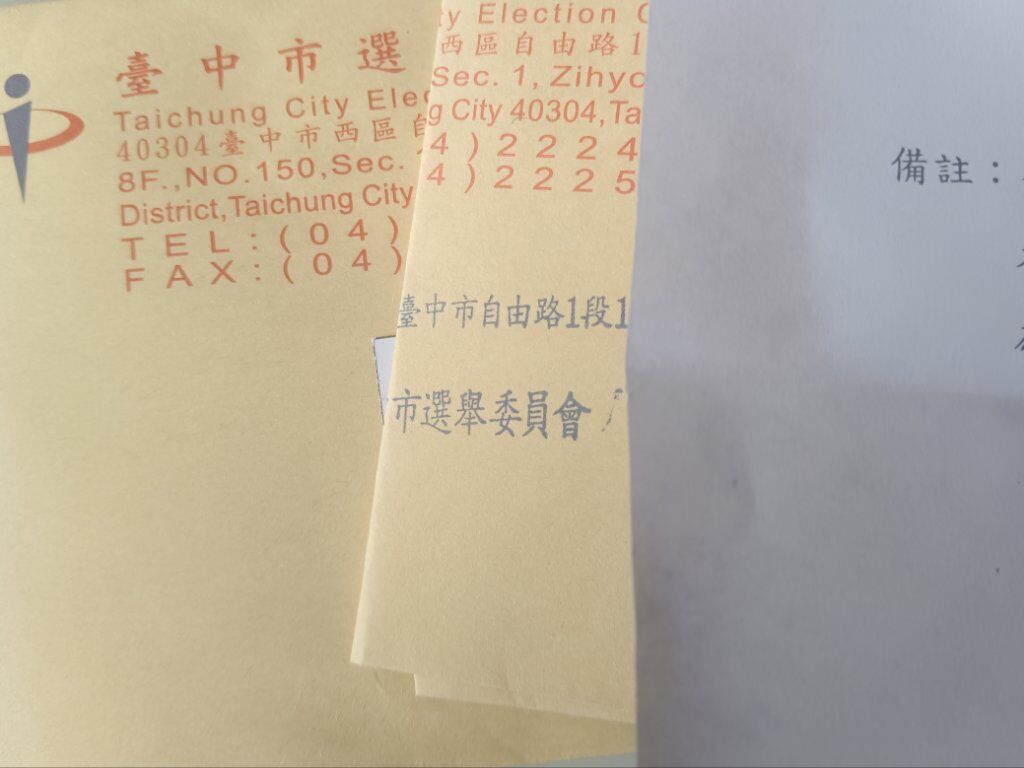 臺中市選
Taichung City Elec
40304臺中市西區自
8F.,NO.150,Sec.
District,Taichung City
TEL:(04)
FAX:(04)
ty Election C
西區自由路1
Sec. 1, Zihyo
g City 40304,Ta
4)2224
4)2225
臺中市自由路1段1
市選舉委員會
備註：